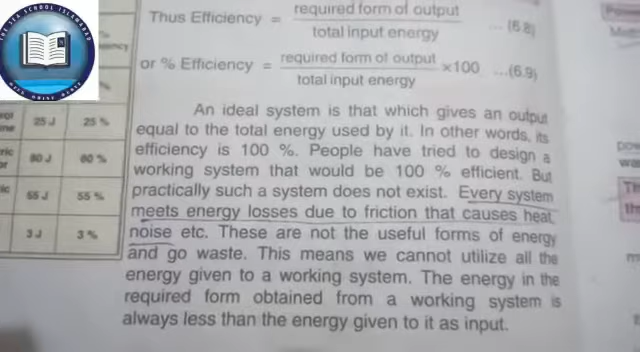 THE SEA SCHOOL ISLAMABAD
Thus Efficiency = required form of output
total input energy
... (6.8)
or % Efficiency = required form of output
total input energy
×100 ...(6.9)
An ideal system is that which gives an output
equal to the total energy used by it. In other words, its
efficiency is 100 %. People have tried to design a
working system that would be 100 % efficient. But
practically such a system does not exist. Every system
meets energy losses due to friction that causes heat,
noise etc. These are not the useful forms of energy
and go waste. This means we cannot utilize all the
energy given to a working system. The energy in the
required form obtained from a working system is
always less than the energy given to it as input.
25 J 25 %
80 J 80 %
55 J 55 %
3 J 3 %